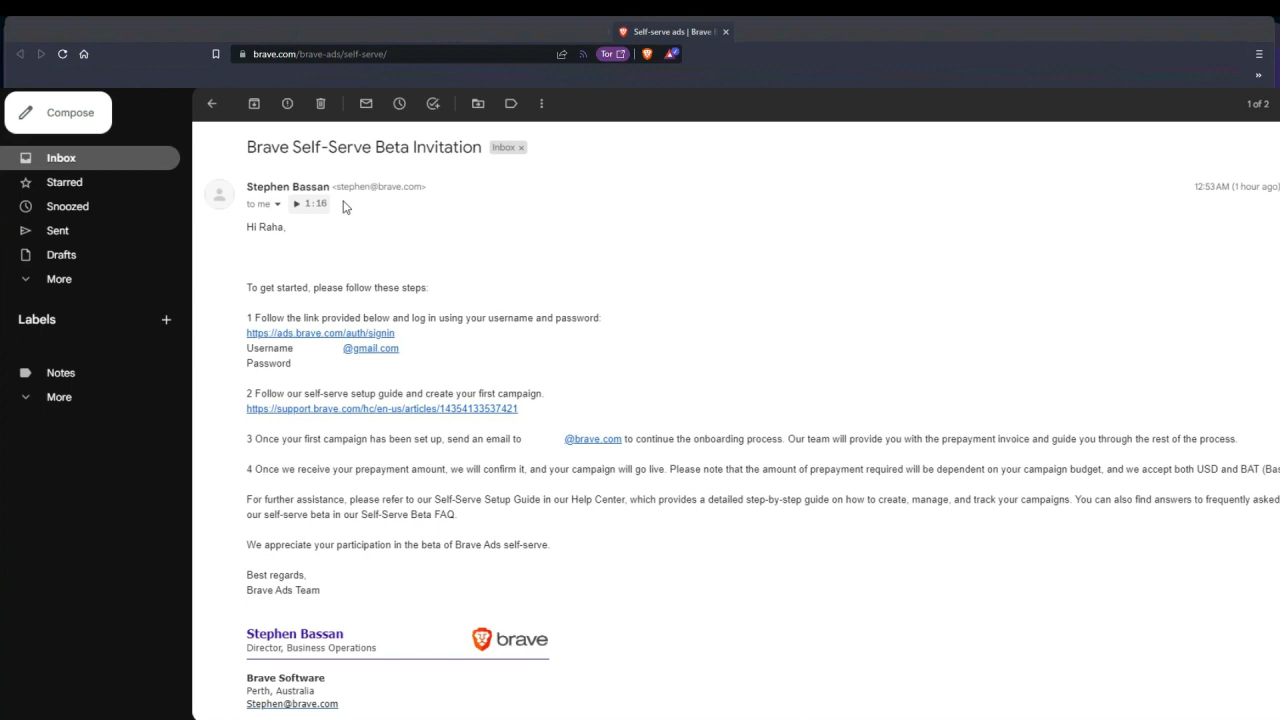 Self-serve ads | Brave
brave.com/brave-ads/self-serve/
Tor
Compose
1 of 2
Inbox
Starred
Snoozed
Sent
Drafts
More
Labels
Notes
More
Brave Self-Serve Beta Invitation
Inbox x
Stephen Bassan <stephen@brave.com>
12:53 AM (1 hour ago)
to me
1:16
Hi Raha,
To get started, please follow these steps:
1 Follow the link provided below and log in using your username and password:
https://ads.brave.com/auth/signin
Username @gmail.com
Password
2 Follow our self-serve setup guide and create your first campaign.
https://support.brave.com/hc/en-us/articles/14354133537421
3 Once your first campaign has been set up, send an email to @brave.com to continue the onboarding process. Our team will provide you with the prepayment invoice and guide you through the rest of the process.
4 Once we receive your prepayment amount, we will confirm it, and your campaign will go live. Please note that the amount of prepayment required will be dependent on your campaign budget, and we accept both USD and BAT (Bas
For further assistance, please refer to our Self-Serve Setup Guide in our Help Center, which provides a detailed step-by-step guide on how to create, manage, and track your campaigns. You can also find answers to frequently asked
our self-serve beta in our Self-Serve Beta FAQ.
We appreciate your participation in the beta of Brave Ads self-serve.
Best regards,
Brave Ads Team
Stephen Bassan
Director, Business Operations
brave
Brave Software
Perth, Australia
Stephen@brave.com